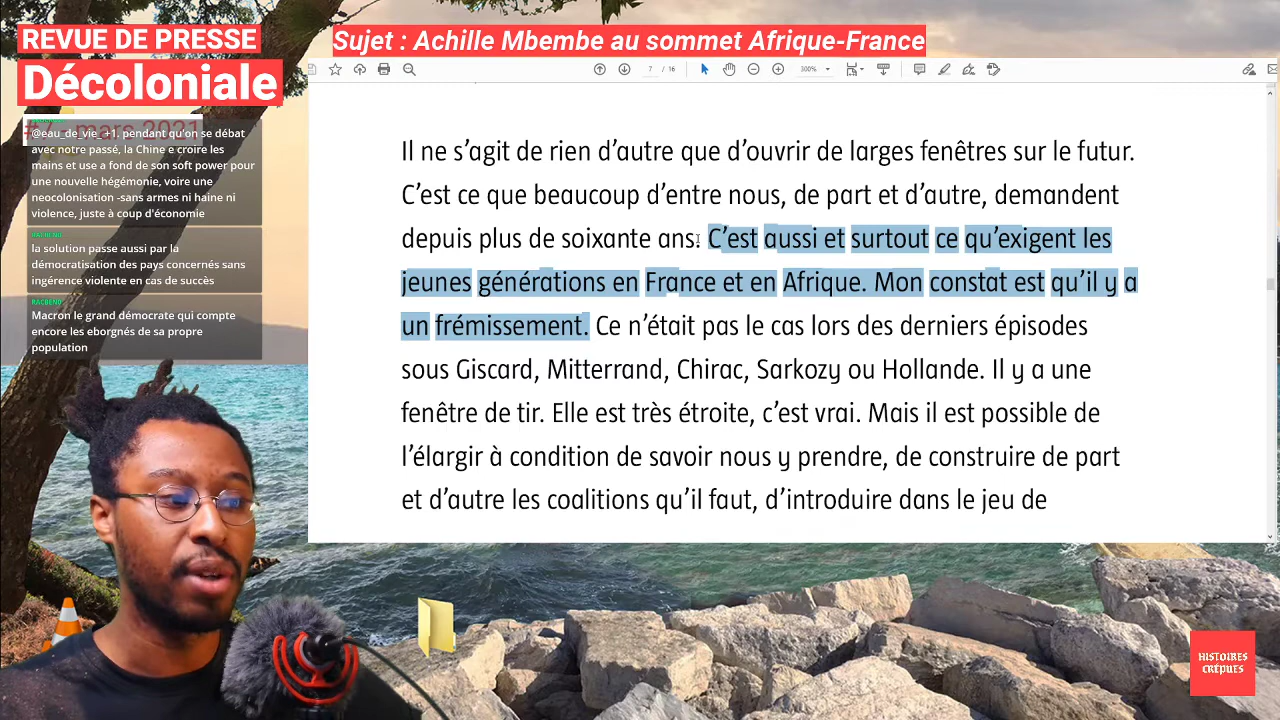 REVUE DE PRESSE
Décoloniale
Sujet : Achille Mbembe au sommet Afrique-France
7 / 16
300%
mars 2021
@eau_de_vie_ +1. pendant qu'on se débat
avec notre passé, la Chine e croire les
mains et use a fond de son soft power pour
une nouvelle hégémonie, voire une
neocolonisation -sans armes ni haine ni
violence, juste à coup d'économie
RACBEND
la solution passe aussi par la
démocratisation des pays concernés sans
ingérence violente en cas de succès
RACBEND
Macron le grand démocrate qui compte
encore les eborgnés de sa propre
population
Il ne s'agit de rien d'autre que d'ouvrir de larges fenêtres sur le futur.
C'est ce que beaucoup d'entre nous, de part et d'autre, demandent
depuis plus de soixante ans. C'est aussi et surtout ce qu'exigent les
jeunes générations en France et en Afrique. Mon constat est qu'il y a
un frémissement. Ce n'était pas le cas lors des derniers épisodes
sous Giscard, Mitterrand, Chirac, Sarkozy ou Hollande. Il y a une
fenêtre de tir. Elle est très étroite, c'est vrai. Mais il est possible de
l'élargir à condition de savoir nous y prendre, de construire de part
et d'autre les coalitions qu'il faut, d'introduire dans le jeu de
HISTOIRES
CRÉPUES